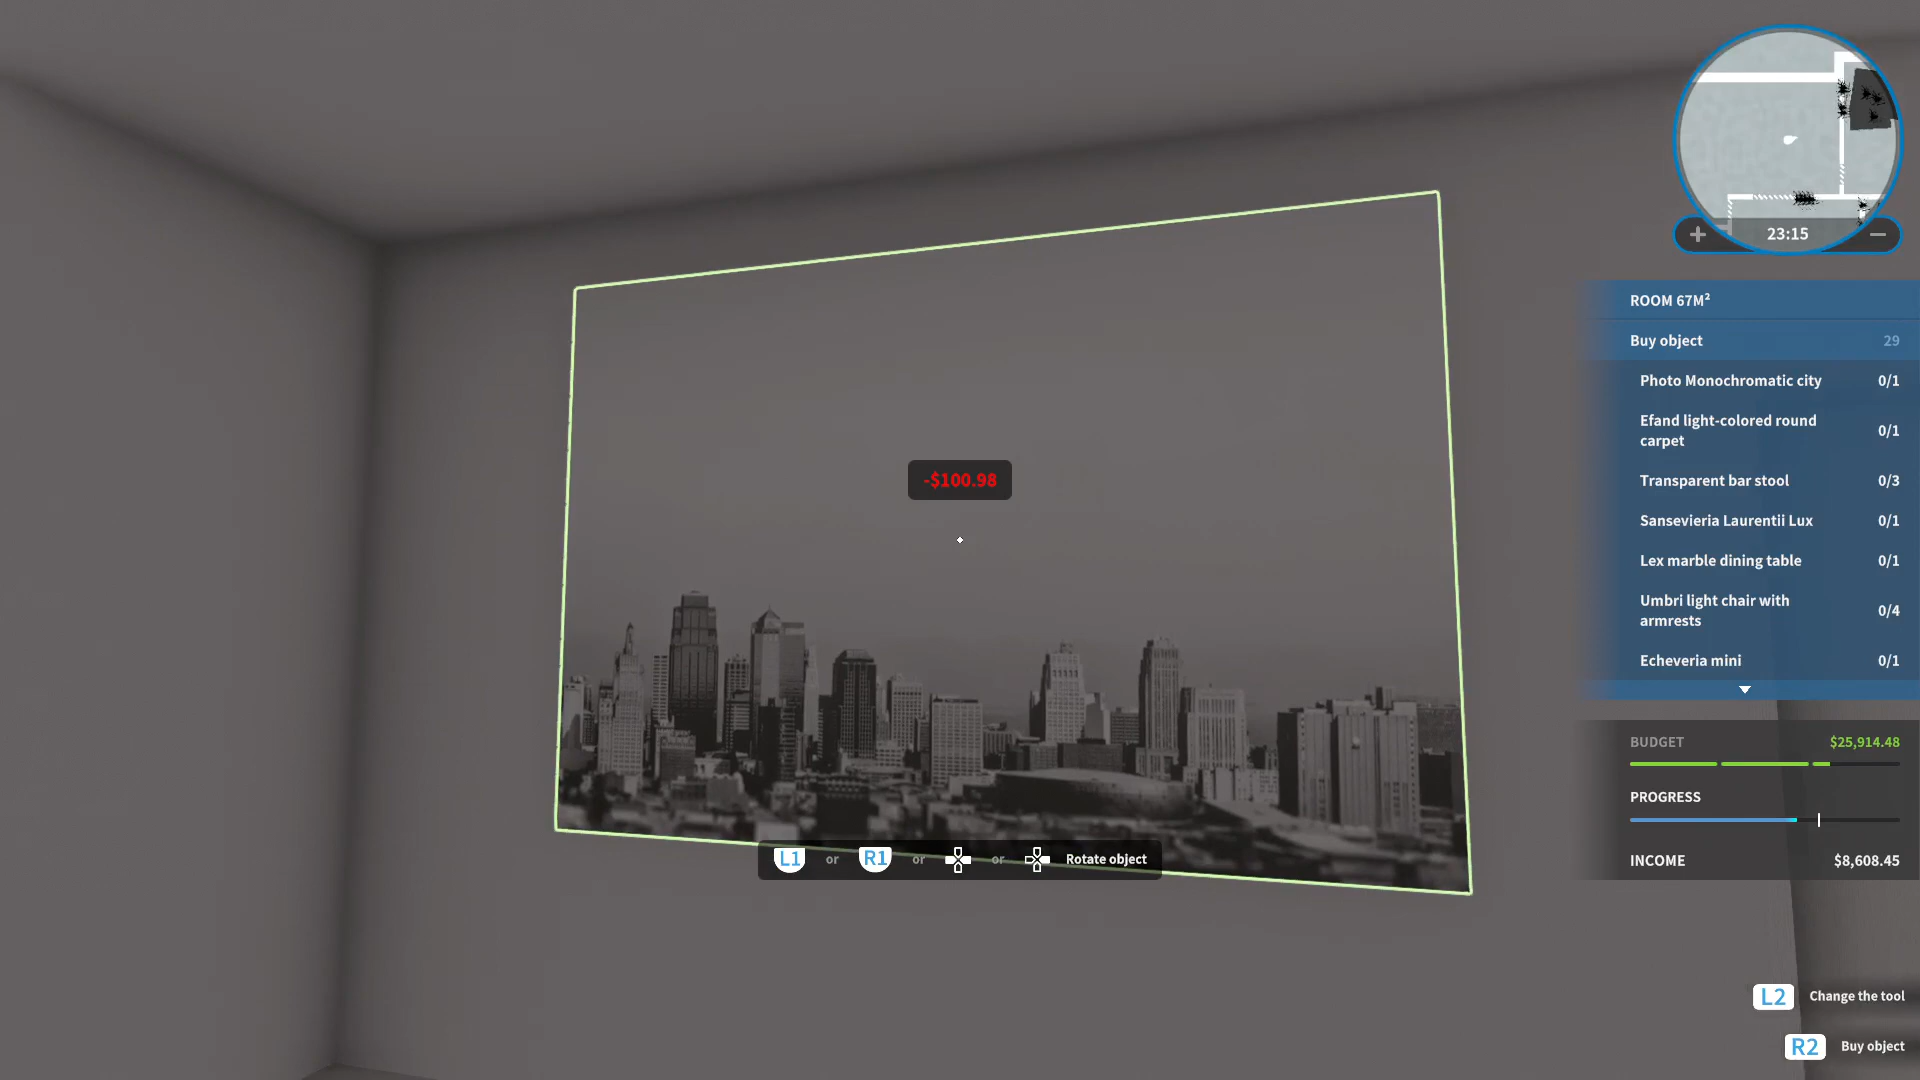 23:15
ROOM 67M²
Buy object 29
Photo Monochromatic city 0/1
Efand light-colored round
carpet 0/1
Transparent bar stool 0/3
Sansevieria Laurentii Lux 0/1
Lex marble dining table 0/1
Umbri light chair with
armrests 0/4
Echeveria mini 0/1
-$100.98
BUDGET $25,914.48
PROGRESS
INCOME $8,608.45
L1 or R1 or or Rotate object
L2 Change the tool
R2 Buy object